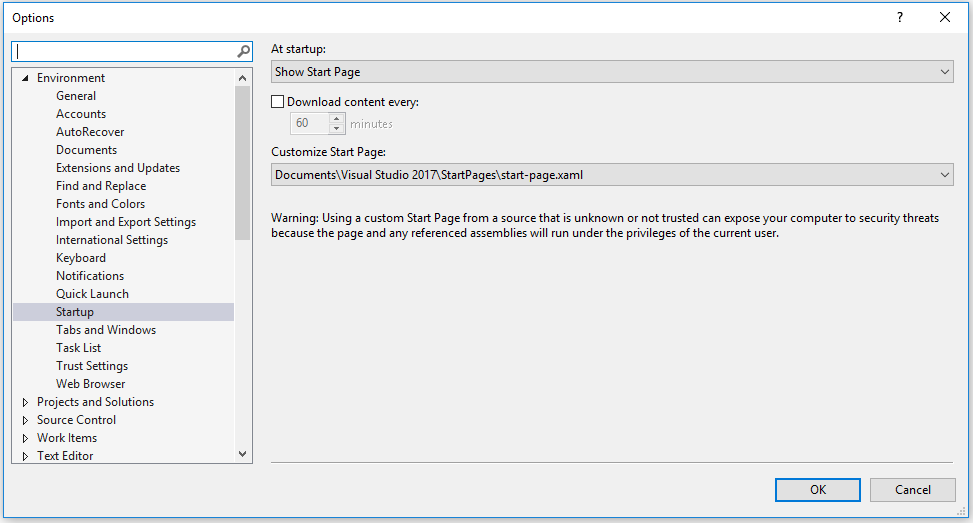 Options
?
At startup:
Show Start Page
Download content every:
60 minutes
Customize Start Page:
Documents\Visual Studio 2017\StartPages\start-page.xaml
Warning: Using a custom Start Page from a source that is unknown or not trusted can expose your computer to security threats
because the page and any referenced assemblies will run under the privileges of the current user.
Environment
General
Accounts
AutoRecover
Documents
Extensions and Updates
Find and Replace
Fonts and Colors
Import and Export Settings
International Settings
Keyboard
Notifications
Quick Launch
Startup
Tabs and Windows
Task List
Trust Settings
Web Browser
Projects and Solutions
Source Control
Work Items
Text Editor
OK
Cancel